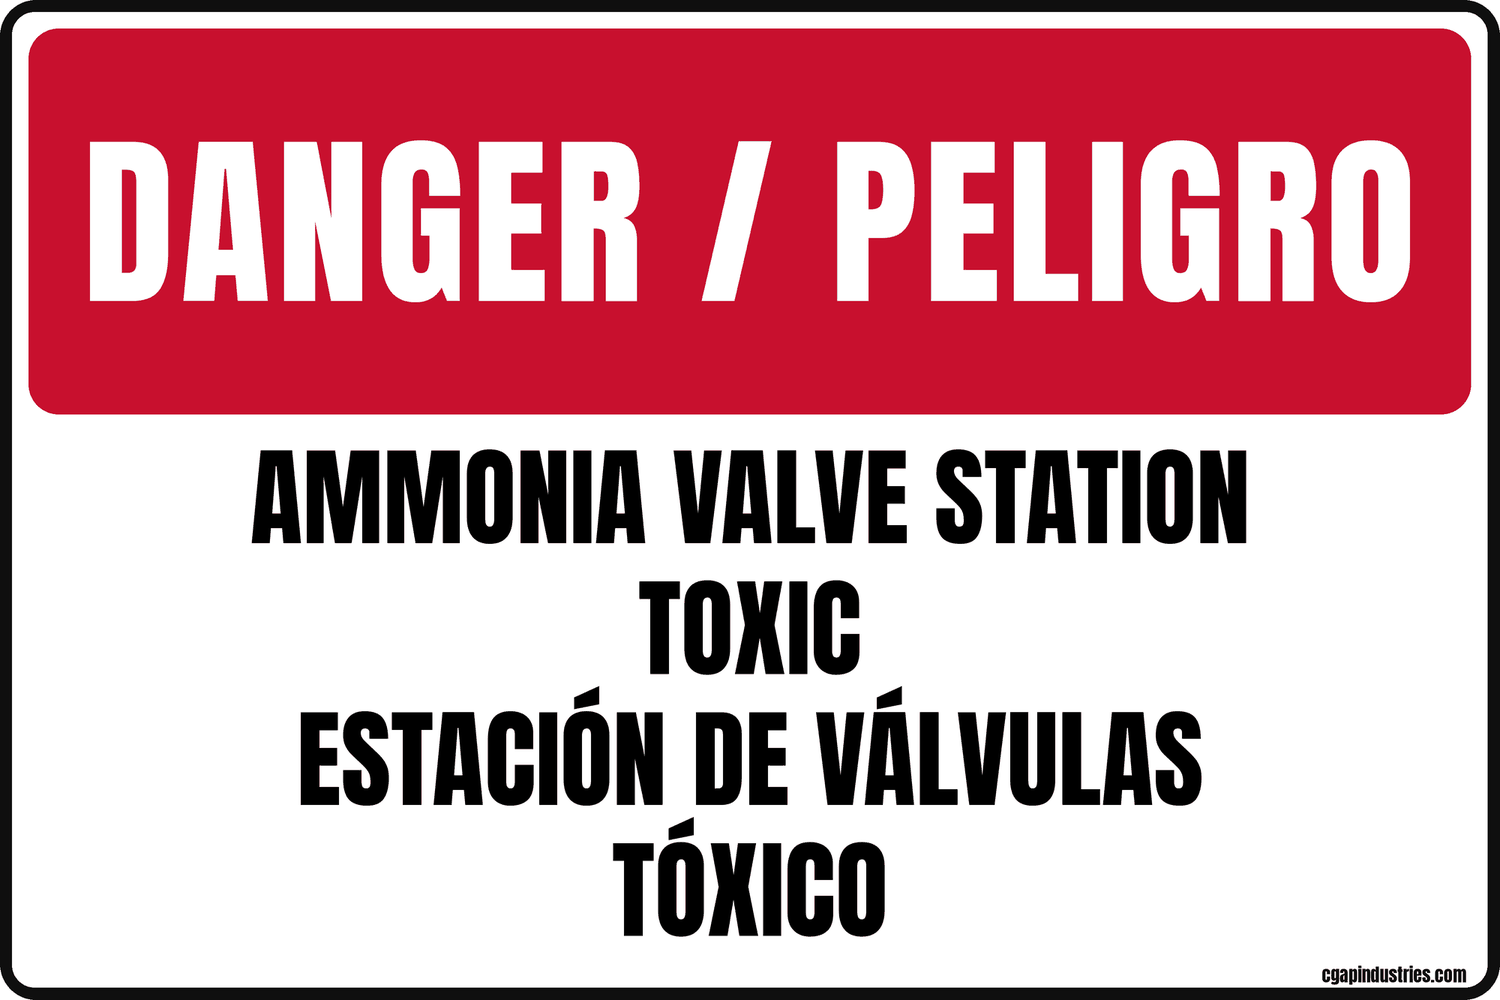 DANGER / PELIGRO
AMMONIA VALVE STATION
TOXIC
ESTACIÓN DE VÁLVULAS
TÓXICO
cgapindustries.com